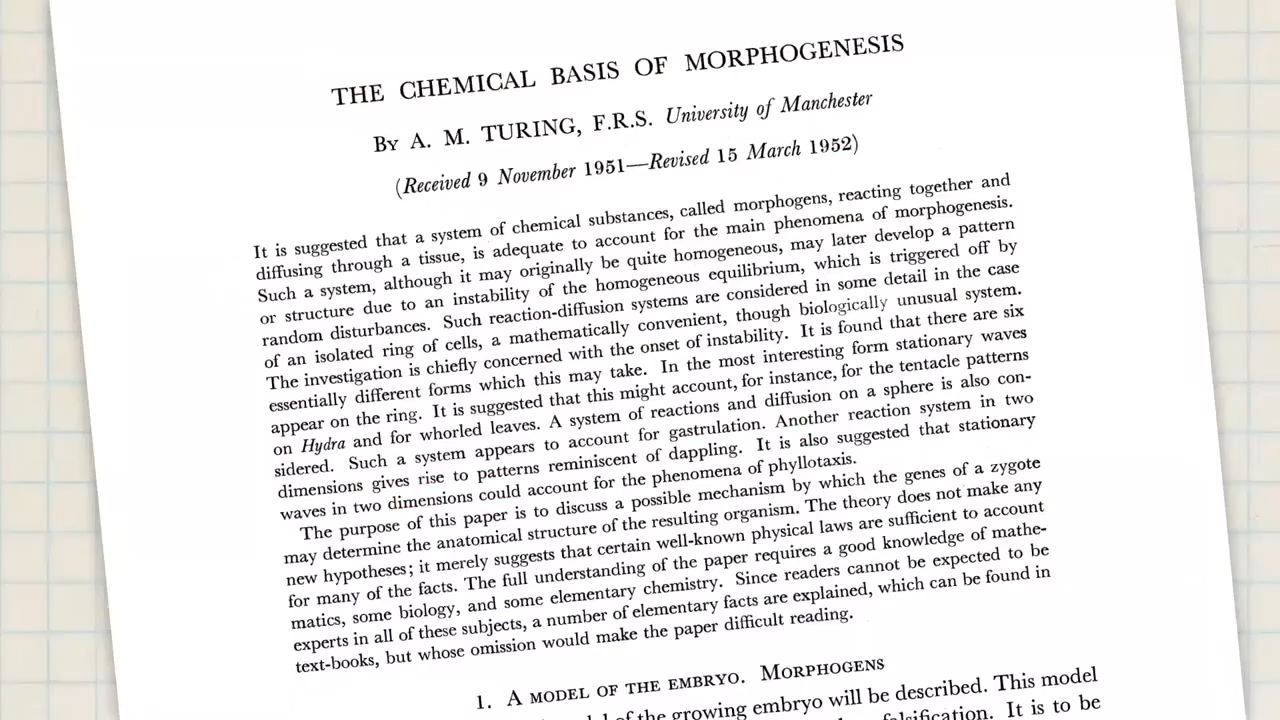 THE CHEMICAL BASIS OF MORPHOGENESIS
By A. M. TURING, F.R.S. University of Manchester
(Received 9 November 1951—Revised 15 March 1952)
It is suggested that a system of chemical substances, called morphogens, reacting together and
diffusing through a tissue, is adequate to account for the main phenomena of morphogenesis.
Such a system, although it may originally be quite homogeneous, may later develop a pattern
or structure due to an instability of the homogeneous equilibrium, which is triggered off by
random disturbances. Such reaction-diffusion systems are considered in some detail in the case
of an isolated ring of cells, a mathematically convenient, though biologically unusual system.
The investigation is chiefly concerned with the onset of instability. It is found that there are six
essentially different forms which this may take. In the most interesting form stationary waves
appear on the ring. It is suggested that this might account, for instance, for the tentacle patterns
on Hydra and for whorled leaves. A system of reactions and diffusion on a sphere is also con-
sidered. Such a system appears to account for gastrulation. Another reaction system in two
dimensions gives rise to patterns reminiscent of dappling. It is also suggested that stationary
waves in two dimensions could account for the phenomena of phyllotaxis.
The purpose of this paper is to discuss a possible mechanism by which the genes of a zygote
may determine the anatomical structure of the resulting organism. The theory does not make any
new hypotheses; it merely suggests that certain well-known physical laws are sufficient to account
for many of the facts. The full understanding of the paper requires a good knowledge of mathe-
matics, some biology, and some elementary chemistry. Since readers cannot be expected to be
experts in all of these subjects, a number of elementary facts are explained, which can be found in
text-books, but whose omission would make the paper difficult reading.
1. A MODEL OF THE EMBRYO. MORPHOGENS
of the growing embryo will be described. This model
falsification. It is to be